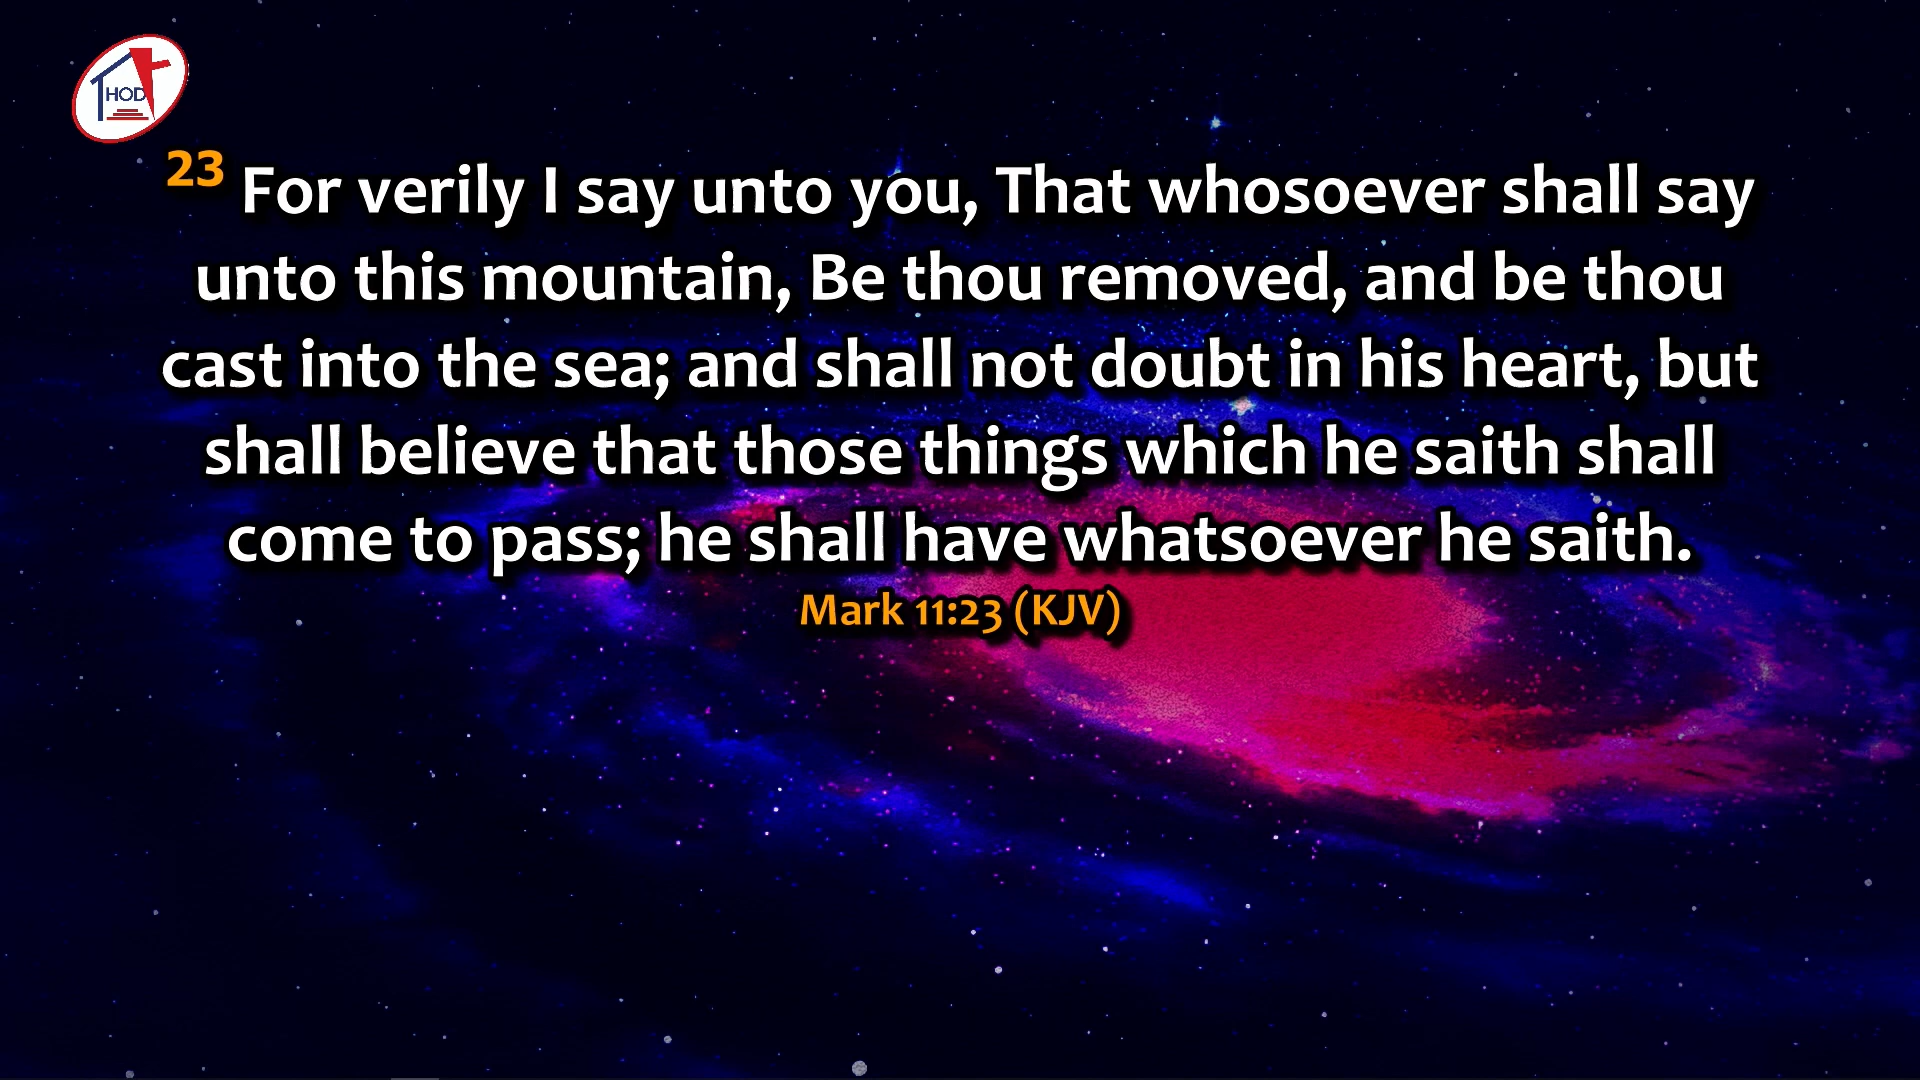 HOD
23 For verily I say unto you, That whosoever shall say
unto this mountain, Be thou removed, and be thou
cast into the sea; and shall not doubt in his heart, but
shall believe that those things which he saith shall
come to pass; he shall have whatsoever he saith.
Mark 11:23 (KJV)